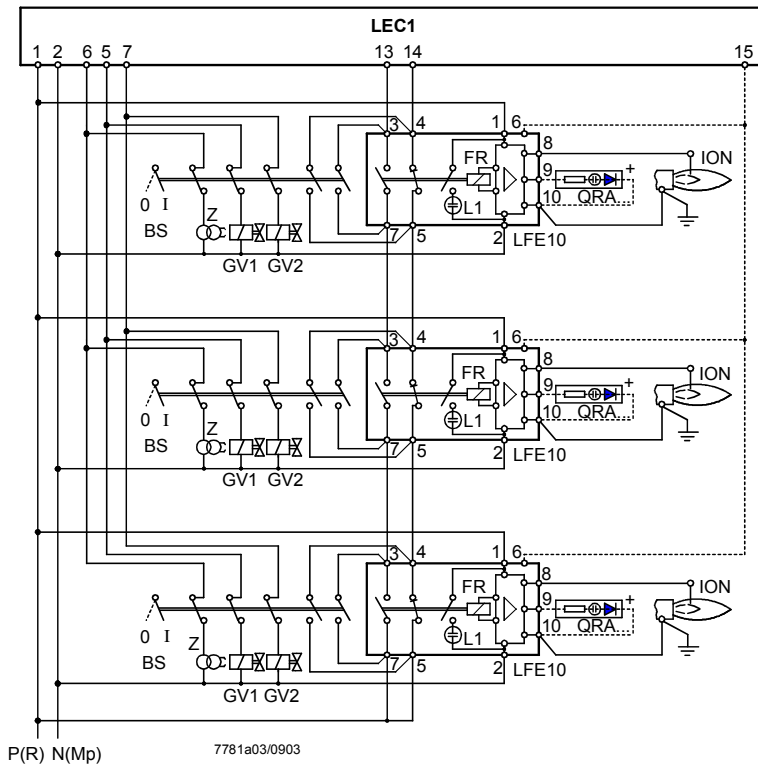 LEC1
1 2 6 5 7 13 14 15
3 4 1 6
8
FR ION
9 +
10 QRA...
0 I Z L1
BS 7 5 2 LFE10
GV1 GV2
3 4 1 6
8
FR ION
9 +
10 QRA...
0 I Z L1
BS 7 5 2 LFE10
GV1 GV2
3 4 1 6
8
FR ION
9 +
10 QRA...
0 I Z L1
BS 7 5 2 LFE10
GV1 GV2
P(R) N(Mp) 7781a03/0903